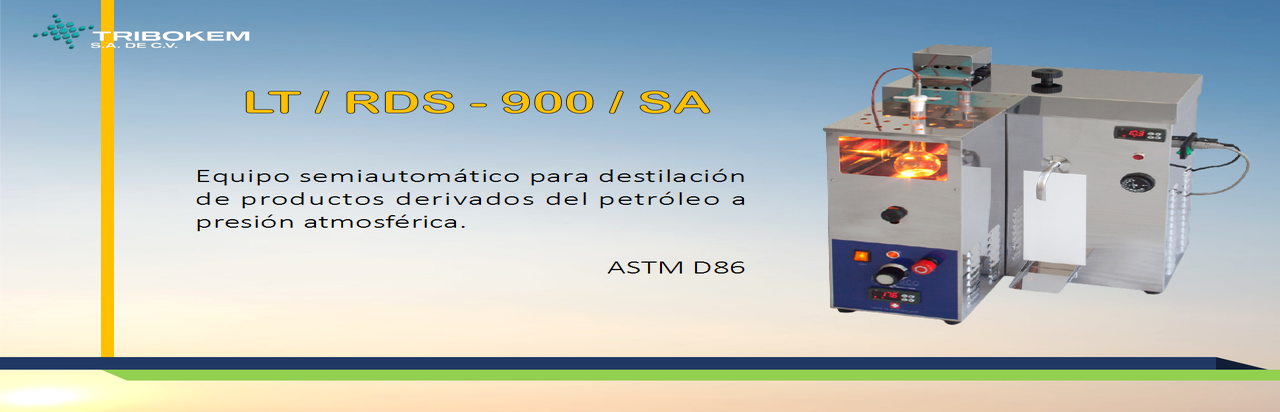 TRIBOKEM
S.A. DE C.V.
LT / RDS - 900 / SA
Equipo semiautomático para destilación
de productos derivados del petróleo a
presión atmosférica.
ASTM D86